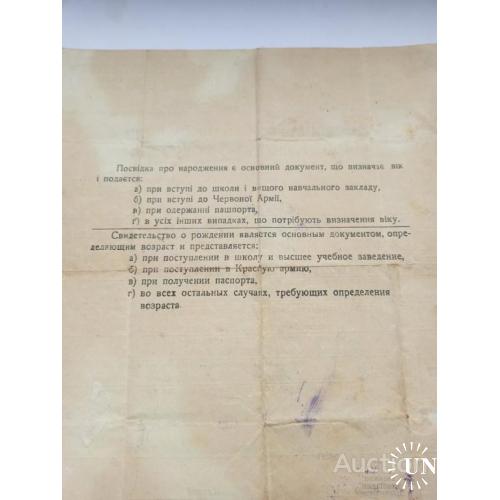 Посвідка про народження є основний документ, що визначає вік
і подається:
а) при вступі до школи і вищого навчального закладу,
б) при вступі до Червоної Армії,
в) при одержанні пашпорта,
г) в усіх інших випадках, що потрібують визначення віку.
Свидетельство о рождении является основным документом, опре-
деляющим возраст и представляется:
а) при поступлении в школу и высшее учебное заведение,
б) при поступлении в Красную армию,
в) при получении паспорта,
г) во всех остальных случаях, требующих определения
возраста.